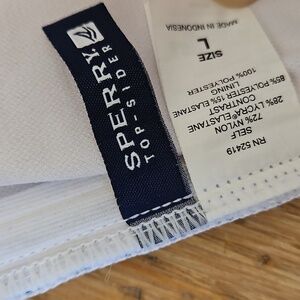 SPERRY
TOP-SIDER
RN 52419
SELF
72% NYLON
28% LYCRA® ELASTANE
CONTRAST
85% POLYESTER 15% ELASTANE
LINING
100% POLYESTER
SIZE
L
MADE IN INDONESIA